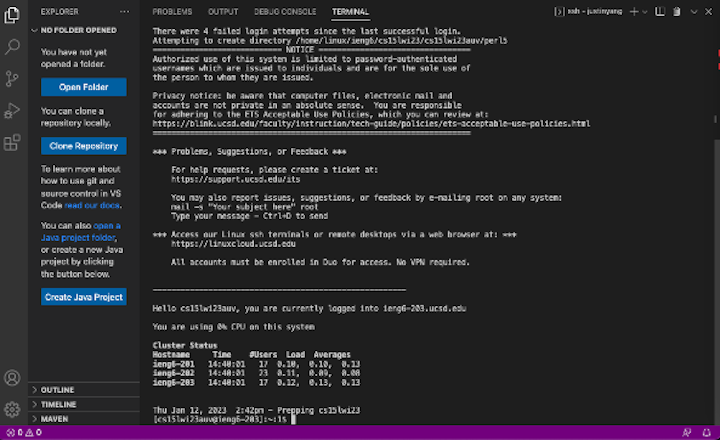 EXPLORER
NO FOLDER OPENED
You have not yet
opened a folder.
Open Folder
You can clone a
repository locally.
Clone Repository
To learn more about
how to use git and
source control in VS
Code read our docs.
You can also open a
Java project folder,
or create a new Java
project by clicking
the button below.
Create Java Project
OUTLINE
TIMELINE
MAVEN
0 0
PROBLEMS OUTPUT DEBUG CONSOLE TERMINAL
ssh - justinyang
There were 4 failed login attempts since the last successful login.
Attempting to create directory /home/linux/ieng6/cs15lwi23/cs15lwi23auv/perl5
NOTICE
Authorized use of this system is limited to password-authenticated
usernames which are issued to individuals and are for the sole use of
the person to whom they are issued.
Privacy notice: be aware that computer files, electronic mail and
accounts are not private in an absolute sense. You are responsible
for adhering to the ETS Acceptable Use Policies, which you can review at:
https://blink.ucsd.edu/faculty/instruction/tech-guide/policies/ets-acceptable-use-policies.html
*** Problems, Suggestions, or Feedback ***
For help requests, please create a ticket at:
https://support.ucsd.edu/its
You may also report issues, suggestions, or feedback by e-mailing root on any system:
mail -s "Your subject here" root
Type your message - Ctrl+D to send
*** Access our Linux ssh terminals or remote desktops via a web browser at: ***
https://linuxcloud.ucsd.edu
All accounts must be enrolled in Duo for access. No VPN required.
Hello cs15lwi23auv, you are currently logged into ieng6-203.ucsd.edu
You are using 0% CPU on this system
Cluster Status
Hostname Time #Users Load Averages
ieng6-201 14:40:01 17 0.10, 0.10, 0.13
ieng6-202 14:40:01 23 0.11, 0.09, 0.08
ieng6-203 14:40:01 17 0.12, 0.13, 0.13
Thu Jan 12, 2023 2:42pm - Prepping cs15lwi23
[cs15lwi23auv@ieng6-203]:~:1$